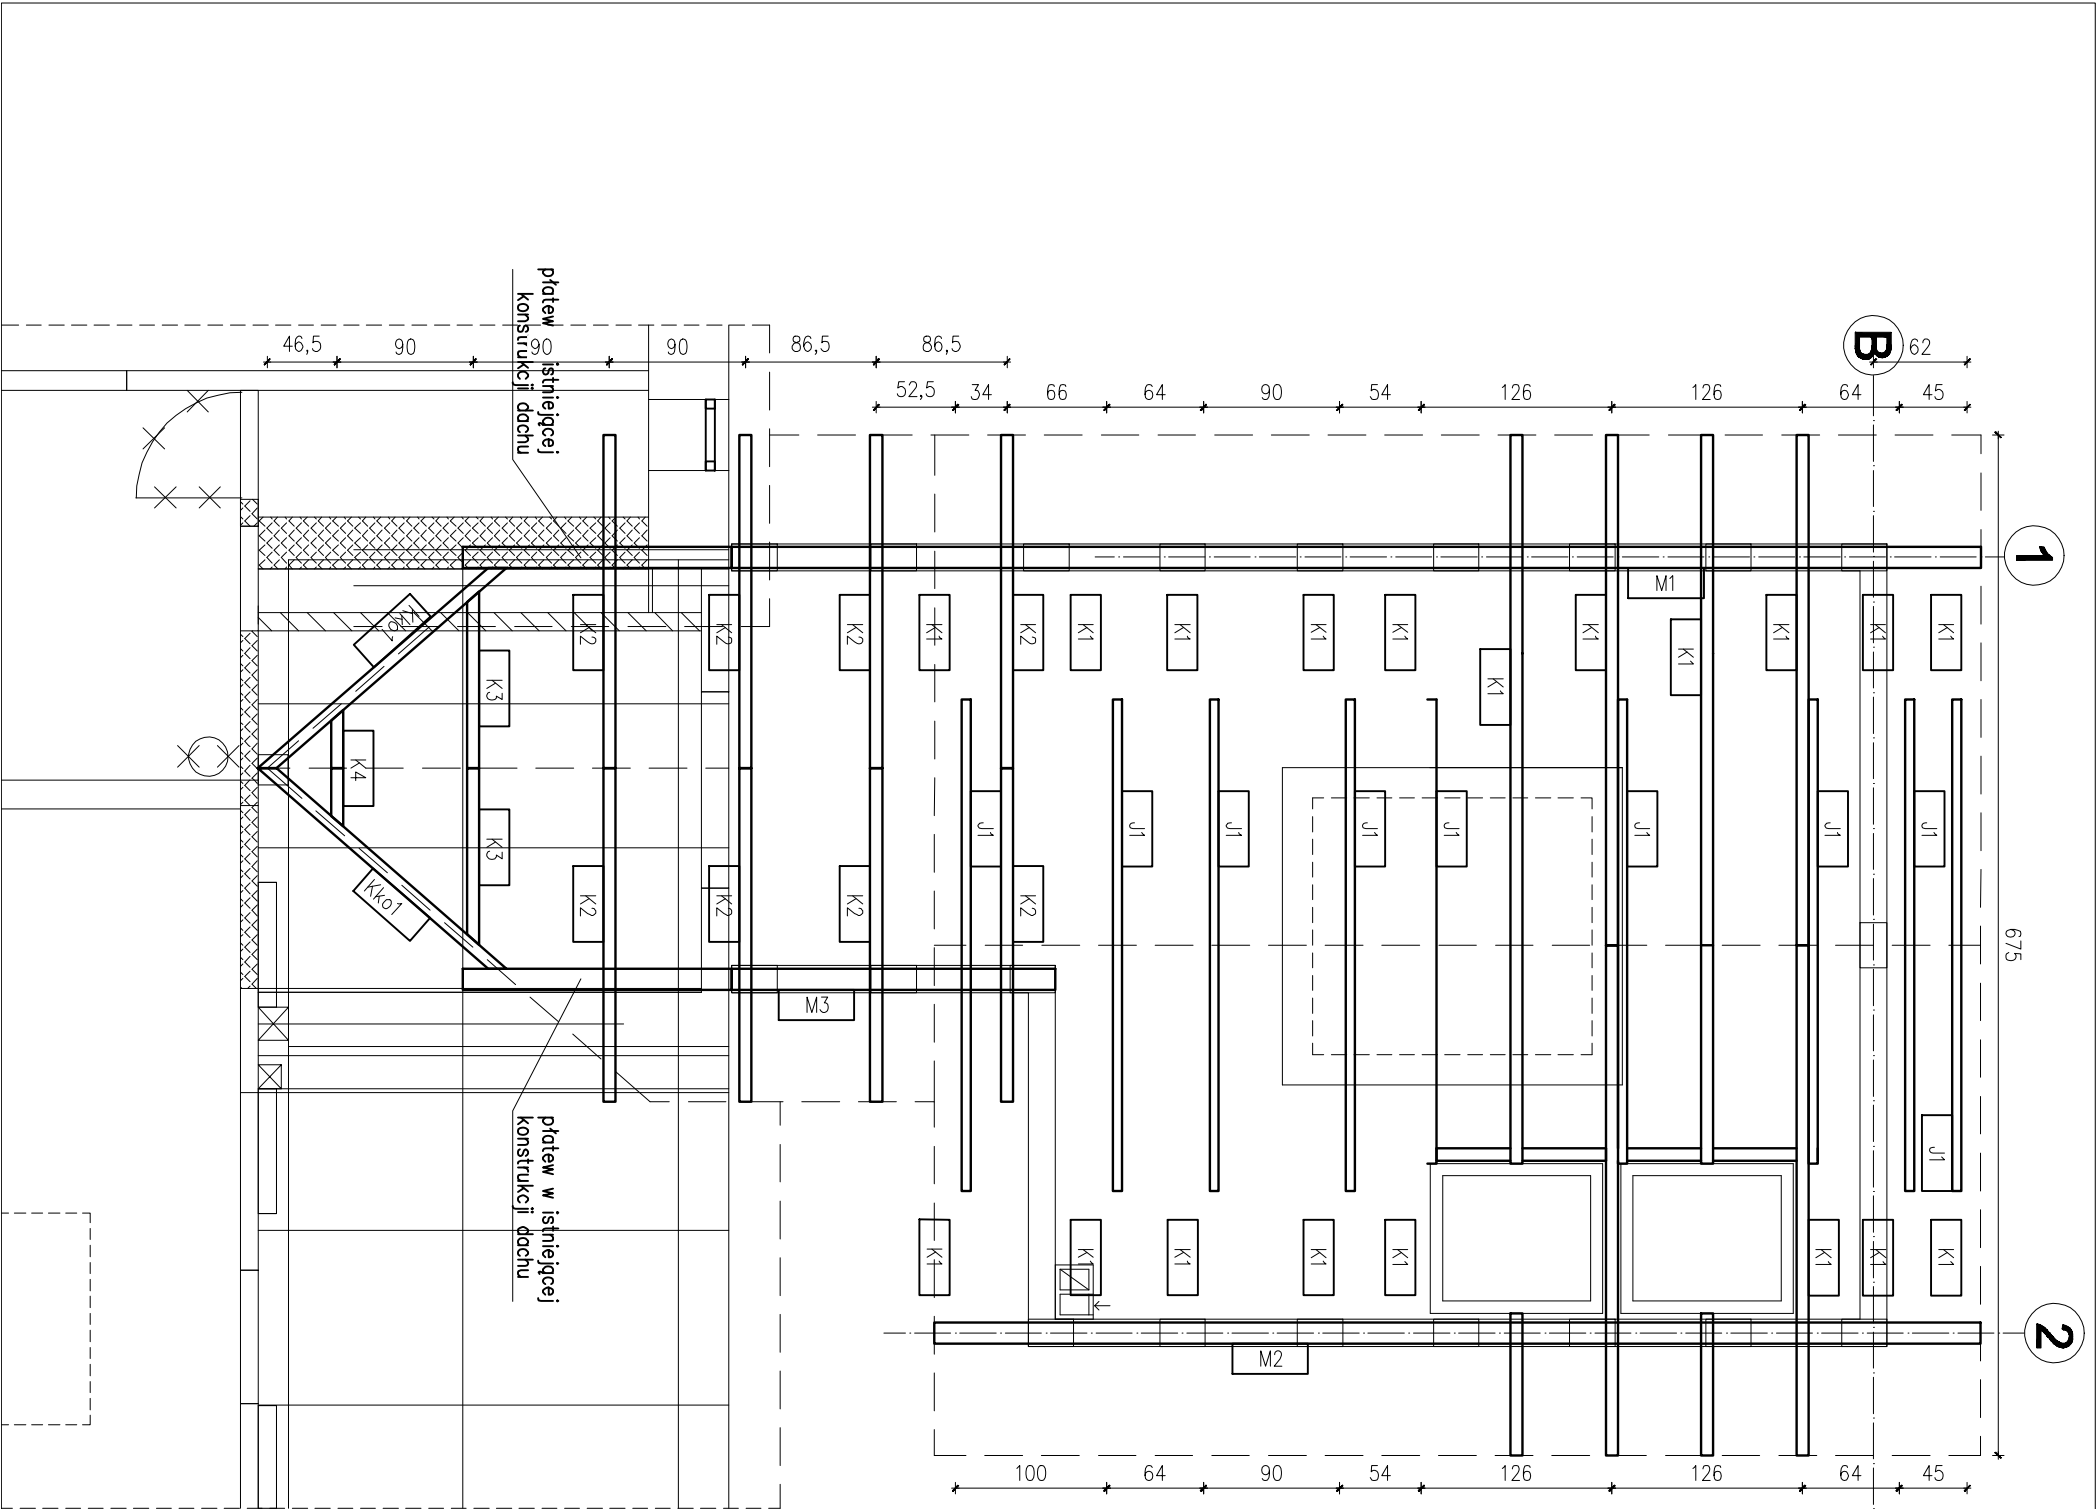 B
62
46,5
90
90
90
86,5
86,5
52,5
34
66
64
90
54
126
126
64
45
płatew istniejącej
konstrukcji dachu
1
M1
Kko1
K2
K2
K2
K1
K2
K1
K1
K1
K1
K1
K1
K1
K1
K1
K1
K3
K4
K3
J1
J1
J1
J1
J1
J1
J1
J1
Kko1
K2
K2
K2
K2
675
M3
J1
płatew w istniejącej
konstrukcji dachu
K1
K1
K1
K1
K1
K1
K1
K1
2
M2
100
64
90
54
126
126
64
45